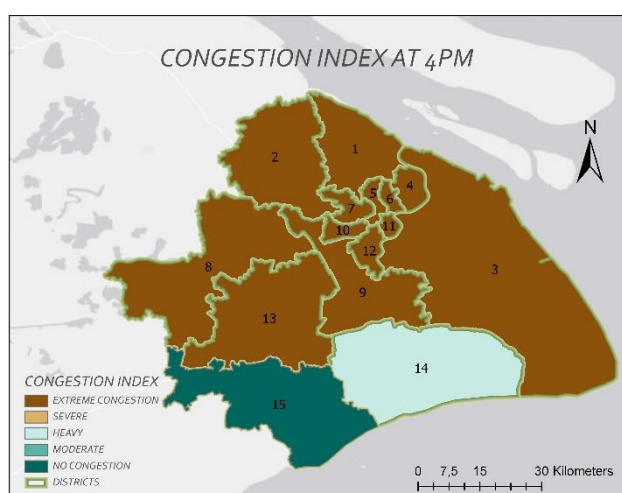 CONGESTION INDEX AT 4PM
N
2
1
4
5
6
7
11
10
12
3
8
9
13
14
15
CONGESTION INDEX
EXTREME CONGESTION
SEVERE
HEAVY
MODERATE
NO CONGESTION
DISTRICTS
0 7,5 15 30 Kilometers